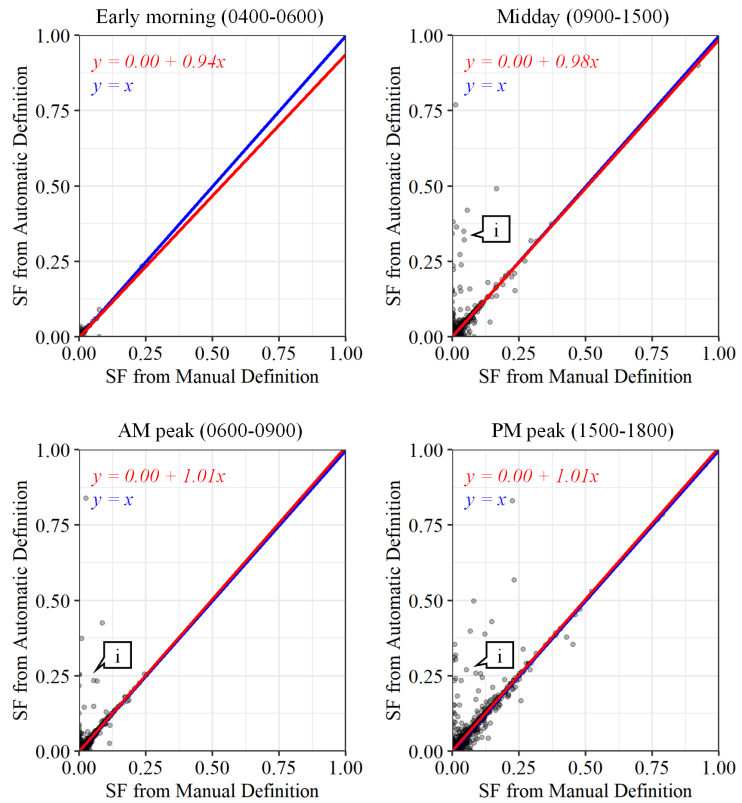 Early morning (0400-0600)
1.00
0.75
0.50
0.25
0.00
SF from Automatic Definition
y = 0.00 + 0.94x
y = x
0.00 0.25 0.50 0.75 1.00
SF from Manual Definition
Midday (0900-1500)
1.00
0.75
0.50
0.25
0.00
SF from Automatic Definition
y = 0.00 + 0.98x
y = x
i
0.00 0.25 0.50 0.75 1.00
SF from Manual Definition
AM peak (0600-0900)
1.00
0.75
0.50
0.25
0.00
SF from Automatic Definition
y = 0.00 + 1.01x
y = x
i
0.00 0.25 0.50 0.75 1.00
SF from Manual Definition
PM peak (1500-1800)
1.00
0.75
0.50
0.25
0.00
SF from Automatic Definition
y = 0.00 + 1.01x
y = x
i
0.00 0.25 0.50 0.75 1.00
SF from Manual Definition